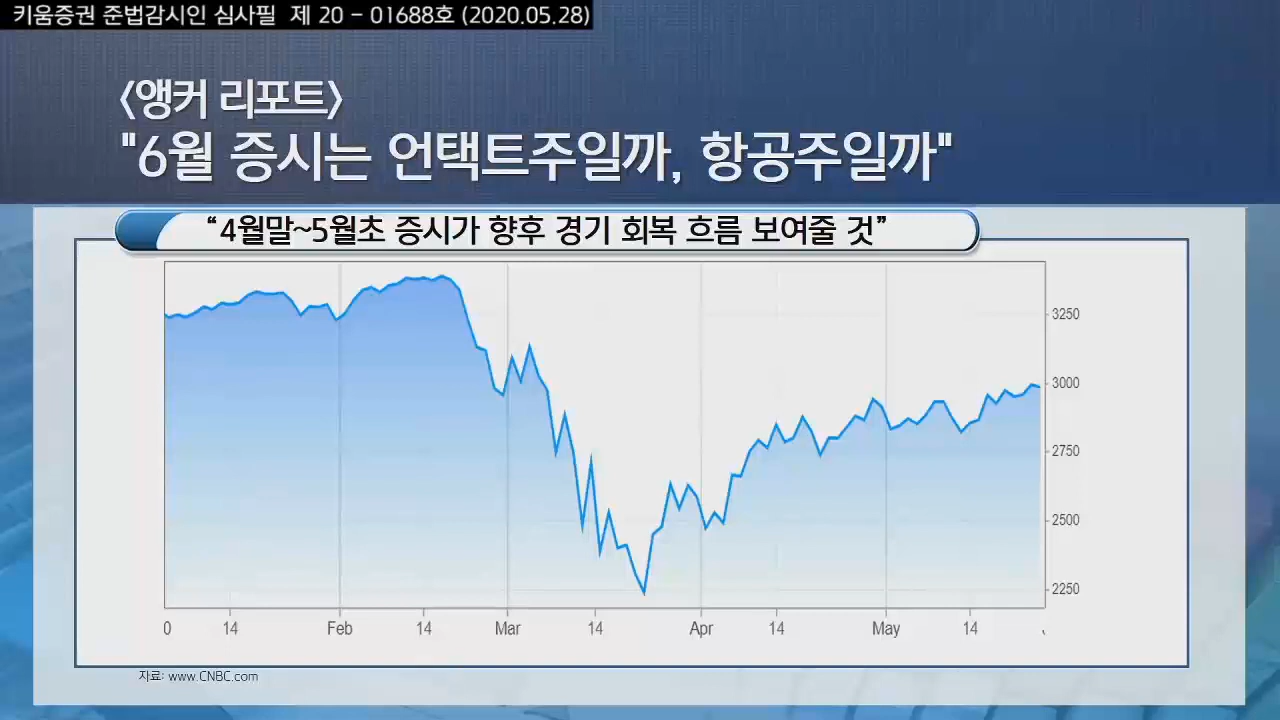 키움증권 준법감시인 심사필 제 20 - 01688호 (2020.05.28)
<앵커 리포트>
"6월 증시는 언택트주일까, 항공주일까"
“4월말~5월초 증시가 향후 경기 회복 흐름 보여줄 것”
3250
3000
2750
2500
2250
0 14 Feb 14 Mar 14 Apr 14 May 14
자료: www.CNBC.com